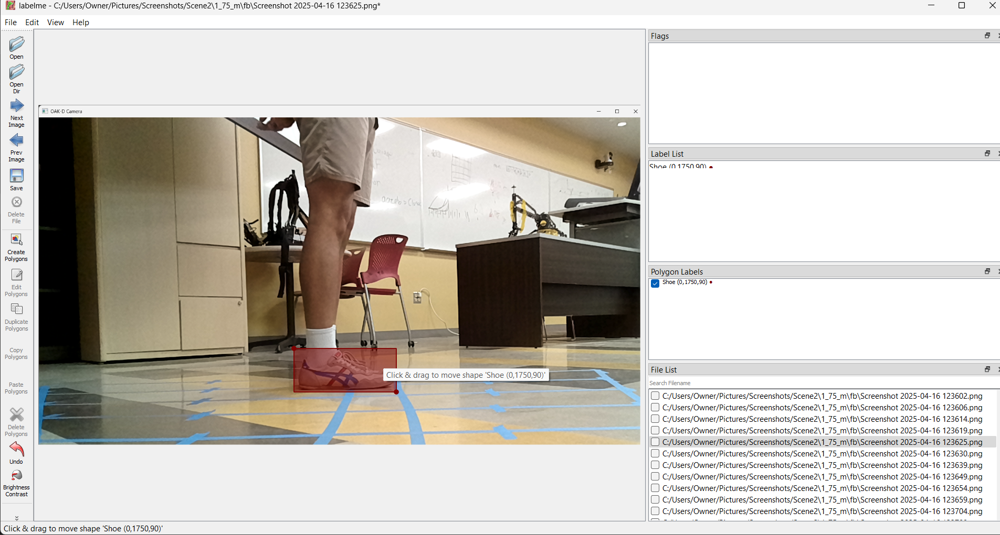 labelme - C:/Users/Owner/Pictures/Screenshots/Scene2\1_75_m\fb\Screenshot 2025-04-16 123625.png*
File Edit View Help
Open
Open
Dir
Next
Image
Prev
Image
Save
Delete
File
Create
Polygons
Edit
Polygons
Duplicate
Polygons
Copy
Polygons
Paste
Polygons
Delete
Polygons
Undo
Brightness
Contrast
OAK-D Camera
Click & drag to move shape 'Shoe (0,1750,90)'
Flags
Label List
Shoe (0,1750,90)
Polygon Labels
Shoe (0,1750,90)
File List
Search Filename
C:/Users/Owner/Pictures/Screenshots/Scene2\1_75_m\fb\Screenshot 2025-04-16 123602.png
C:/Users/Owner/Pictures/Screenshots/Scene2\1_75_m\fb\Screenshot 2025-04-16 123606.png
C:/Users/Owner/Pictures/Screenshots/Scene2\1_75_m\fb\Screenshot 2025-04-16 123614.png
C:/Users/Owner/Pictures/Screenshots/Scene2\1_75_m\fb\Screenshot 2025-04-16 123619.png
C:/Users/Owner/Pictures/Screenshots/Scene2\1_75_m\fb\Screenshot 2025-04-16 123625.png
C:/Users/Owner/Pictures/Screenshots/Scene2\1_75_m\fb\Screenshot 2025-04-16 123630.png
C:/Users/Owner/Pictures/Screenshots/Scene2\1_75_m\fb\Screenshot 2025-04-16 123639.png
C:/Users/Owner/Pictures/Screenshots/Scene2\1_75_m\fb\Screenshot 2025-04-16 123649.png
C:/Users/Owner/Pictures/Screenshots/Scene2\1_75_m\fb\Screenshot 2025-04-16 123654.png
C:/Users/Owner/Pictures/Screenshots/Scene2\1_75_m\fb\Screenshot 2025-04-16 123659.png
C:/Users/Owner/Pictures/Screenshots/Scene2\1_75_m\fb\Screenshot 2025-04-16 123704.png
Click & drag to move shape 'Shoe (0,1750,90)'